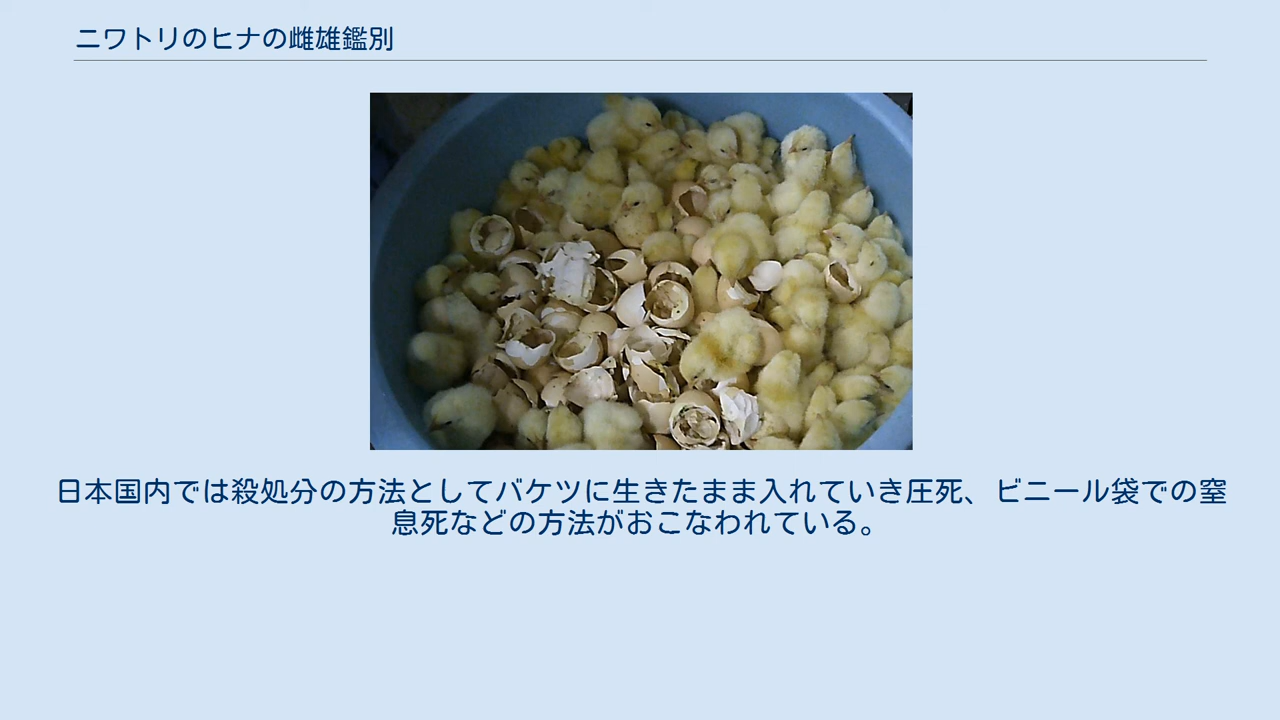 ニワトリのヒナの雌雄鑑別
日本国内では殺処分の方法としてバケツに生きたまま入れていき圧死、ビニール袋での窒
息死などの方法がおこなわれている。